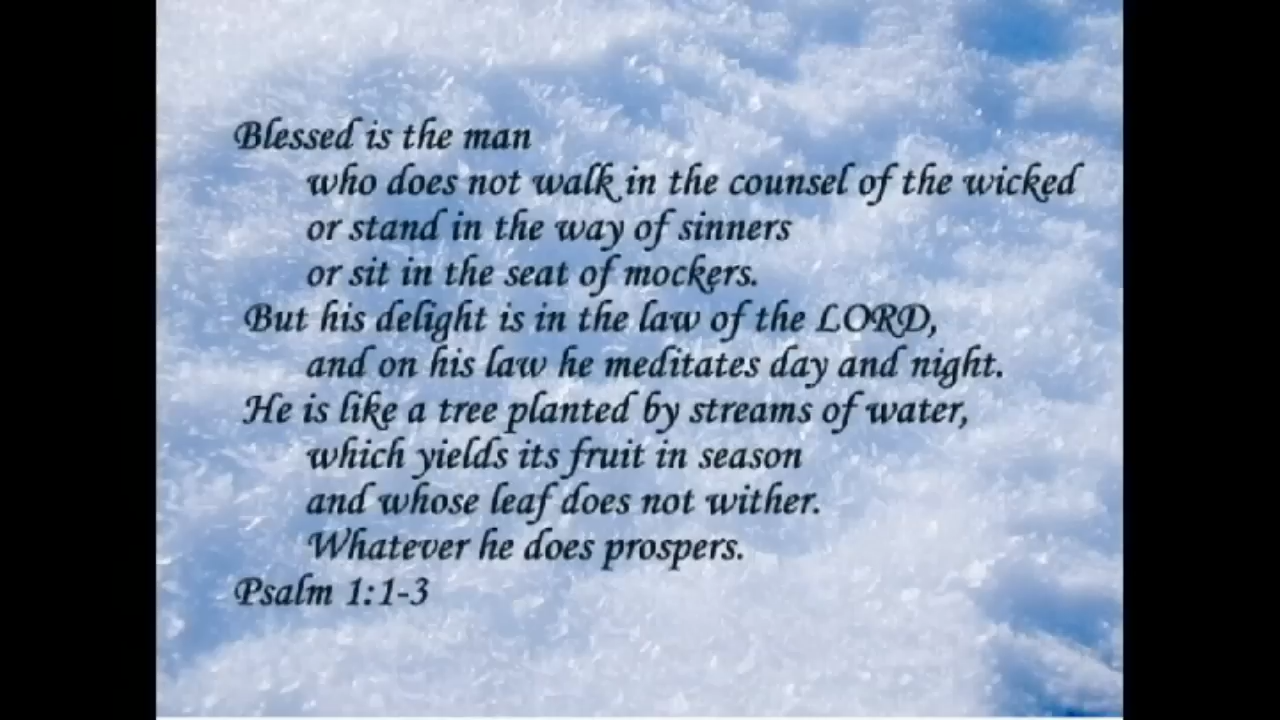 Blessed is the man
who does not walk in the counsel of the wicked
or stand in the way of sinners
or sit in the seat of mockers.
But his delight is in the law of the LORD,
and on his law he meditates day and night.
He is like a tree planted by streams of water,
which yields its fruit in season
and whose leaf does not wither.
Whatever he does prospers.
Psalm 1:1-3